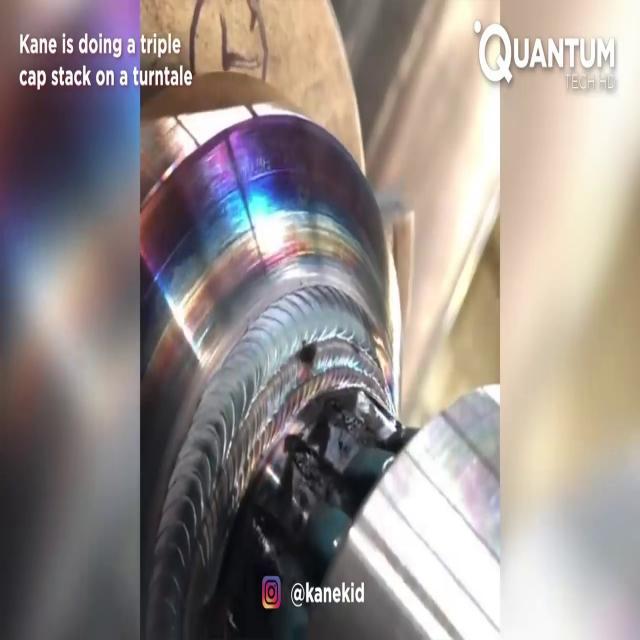 Kane is doing a triple
cap stack on a turntale
QUANTUM
TECH HD
@kanekid